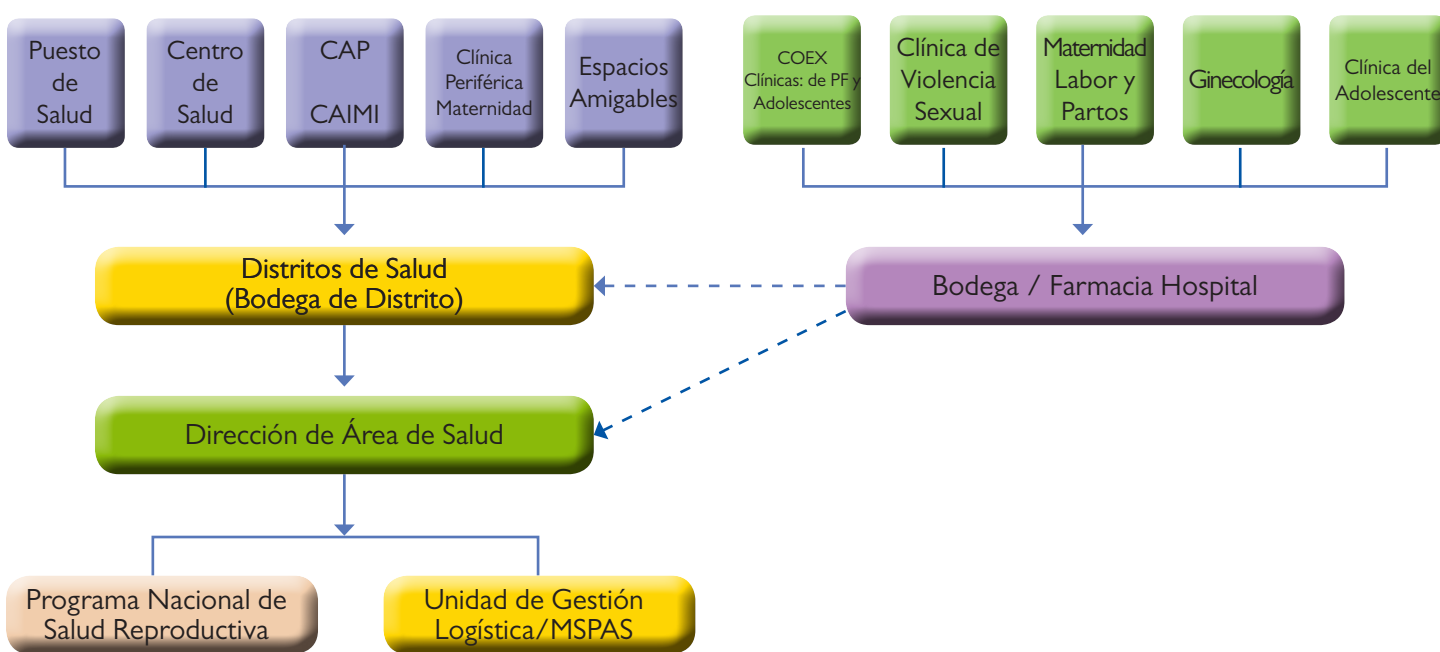 Puesto
de
Salud
Centro
de
Salud
CAP
CAIMI
Clínica
Periférica
Maternidad
Espacios
Amigables
COEX
Clínicas: de PF y
Adolescentes
Clínica de
Violencia
Sexual
Maternidad
Labor y
Partos
Ginecología
Clínica del
Adolescente
Distritos de Salud
(Bodega de Distrito)
Bodega / Farmacia Hospital
Dirección de Área de Salud
Programa Nacional de
Salud Reproductiva
Unidad de Gestión
Logística/MSPAS